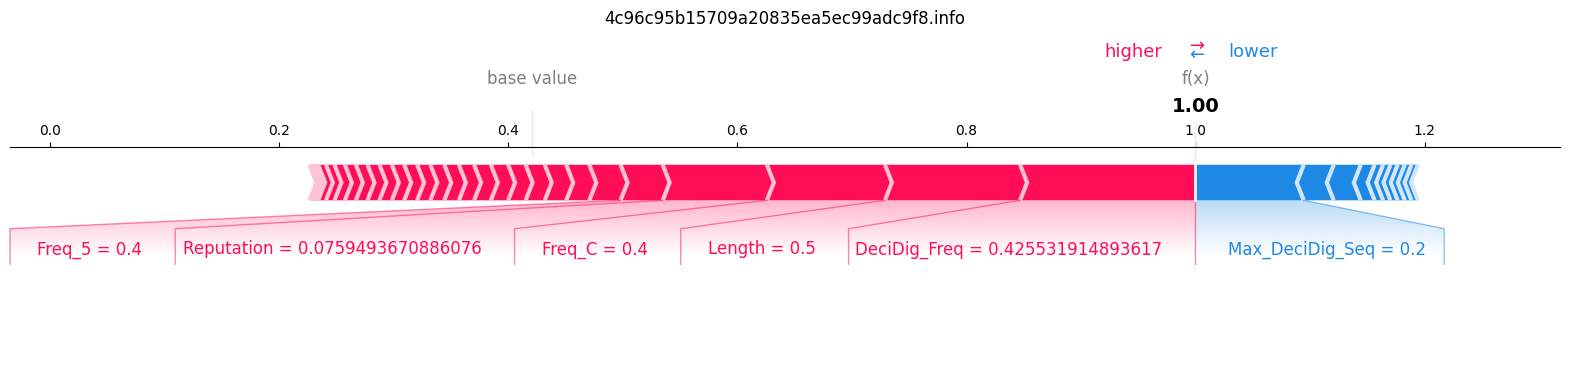 4c96c95b15709a20835ea5ec99adc9f8.info
higher ⇄ lower
base value f(x)
1.00
0.0 0.2 0.4 0.6 0.8 1.0 1.2
Freq_5 = 0.4 Reputation = 0.0759493670886076 Freq_C = 0.4 Length = 0.5 DeciDig_Freq = 0.425531914893617 Max_DeciDig_Seq = 0.2